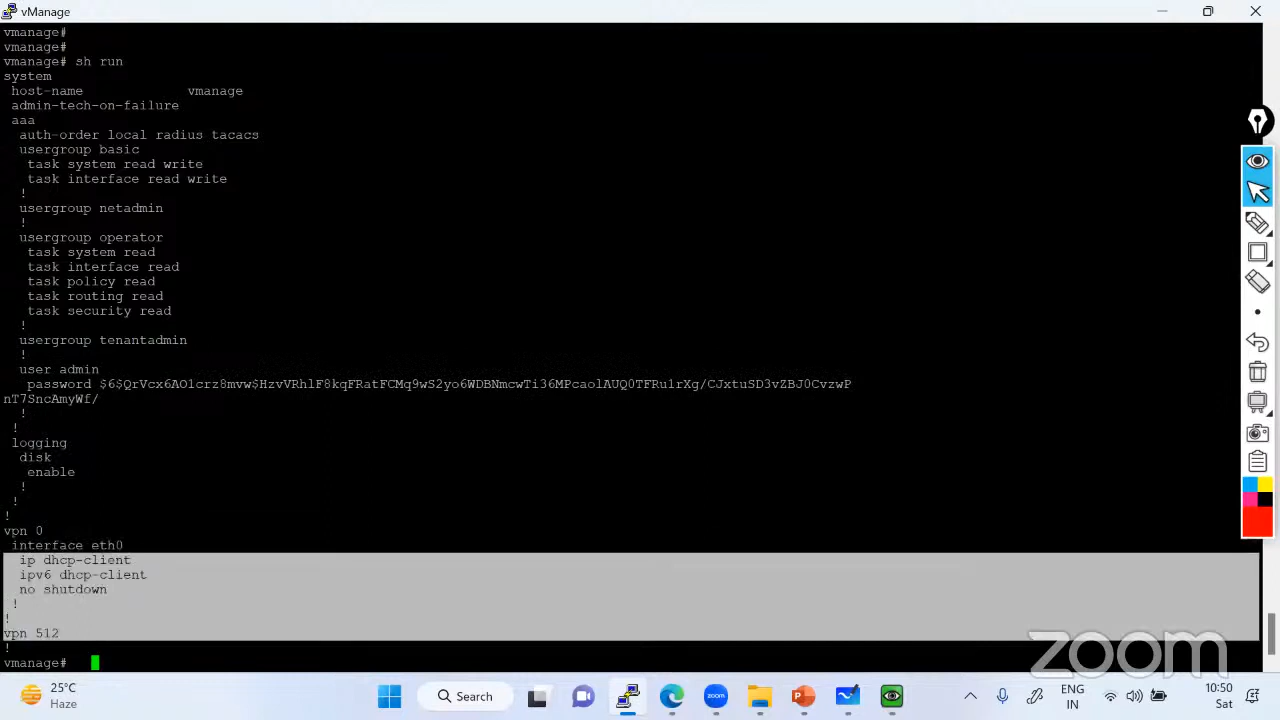 vManage
vmanage#
vmanage#
vmanage# sh run
system
host-name vmanage
admin-tech-on-failure
aaa
auth-order local radius tacacs
usergroup basic
task system read write
task interface read write
!
usergroup netadmin
!
usergroup operator
task system read
task interface read
task policy read
task routing read
task security read
!
usergroup tenantadmin
!
user admin
password $6$QrVcx6AO1crz8mvw$HzvVRhlF8kqFRatFCMq9wS2yo6WDBNmcwTi36MPcaolAUQ0TFRu1rXg/CJxtuSD3vZBJ0CvzwP
nT7SncAmyWf/
!
!
logging
disk
enable
!
!
!
vpn 0
interface eth0
ip dhcp-client
ipv6 dhcp-client
no shutdown
!
!
vpn 512
!
vmanage#
zoom
25°C
Haze
Search
zoom
ENG
IN
10:50
Sat